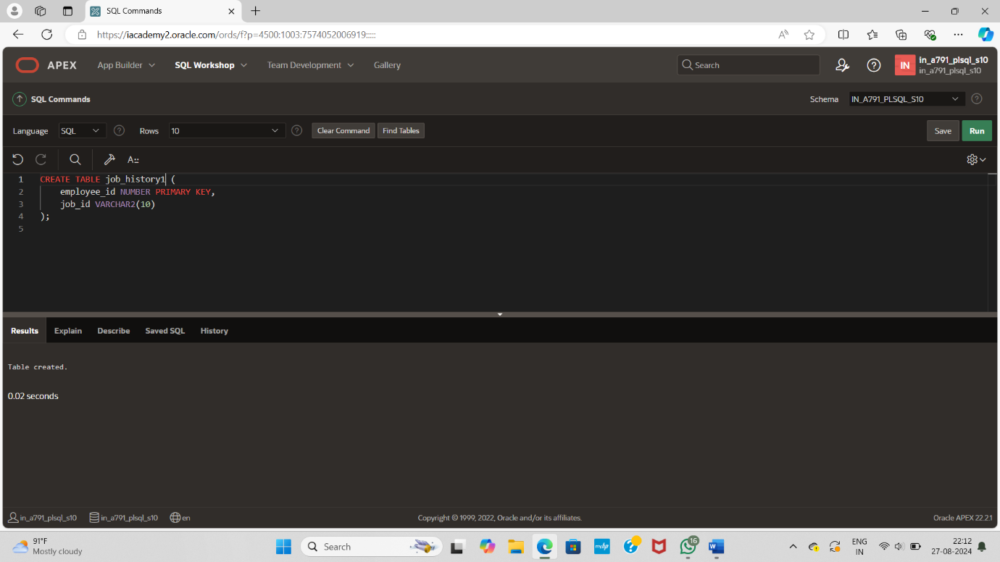 SQL Commands
https://iacademy2.oracle.com/ords/f?p=4500:1003:7574052006919:::::
APEX App Builder SQL Workshop Team Development Gallery Search IN in_a791_plsql_s10
in_a791_plsql_s10
SQL Commands Schema IN_A791_PLSQL_S10
Language SQL Rows 10 Clear Command Find Tables Save Run
A::
1 CREATE TABLE job_history1 (
2 employee_id NUMBER PRIMARY KEY,
3 job_id VARCHAR2(10)
4 );
5
Results Explain Describe Saved SQL History
Table created.
0.02 seconds
in_a791_plsql_s10 in_a791_plsql_s10 en Copyright © 1999, 2022, Oracle and/or its affiliates. Oracle APEX 22.2.1
91°F
Mostly cloudy
Search
myhp
16
W
ENG
IN
22:12
27-08-2024